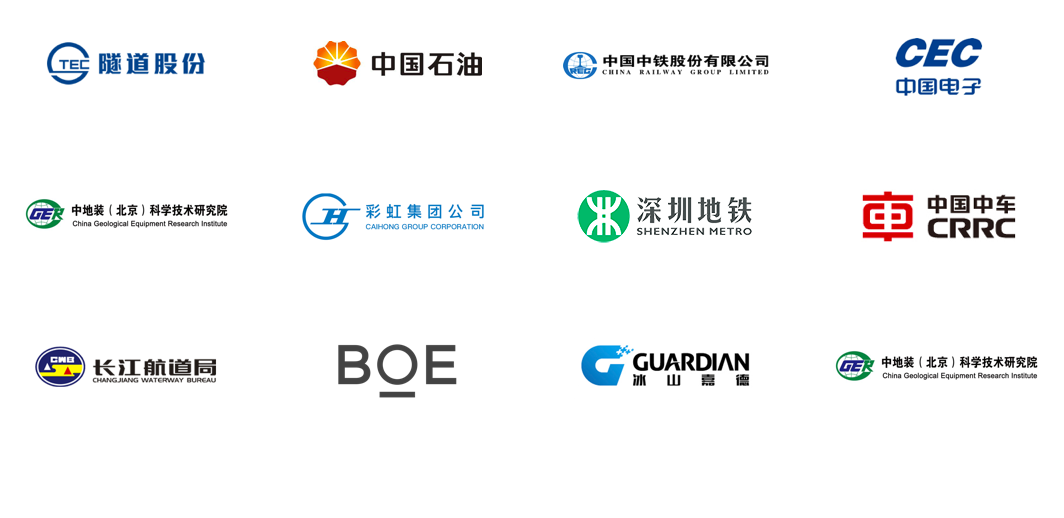 STEC 隧道股份
中国石油
CREC 中国中铁股份有限公司
CHINA RAILWAY GROUP LIMITED
CEC
中国电子
GER 中地装（北京）科学技术研究院
China Geological Equipment Research Institute
彩虹集团公司
CAIHONG GROUP CORPORATION
深圳地铁
SHENZHEN METRO
中国中车
CRRC
CWB 长江航道局
CHANGJIANG WATERWAY BUREAU
BOE
GUARDIAN
冰山嘉德
GER 中地装（北京）科学技术研究院
China Geological Equipment Research Institute